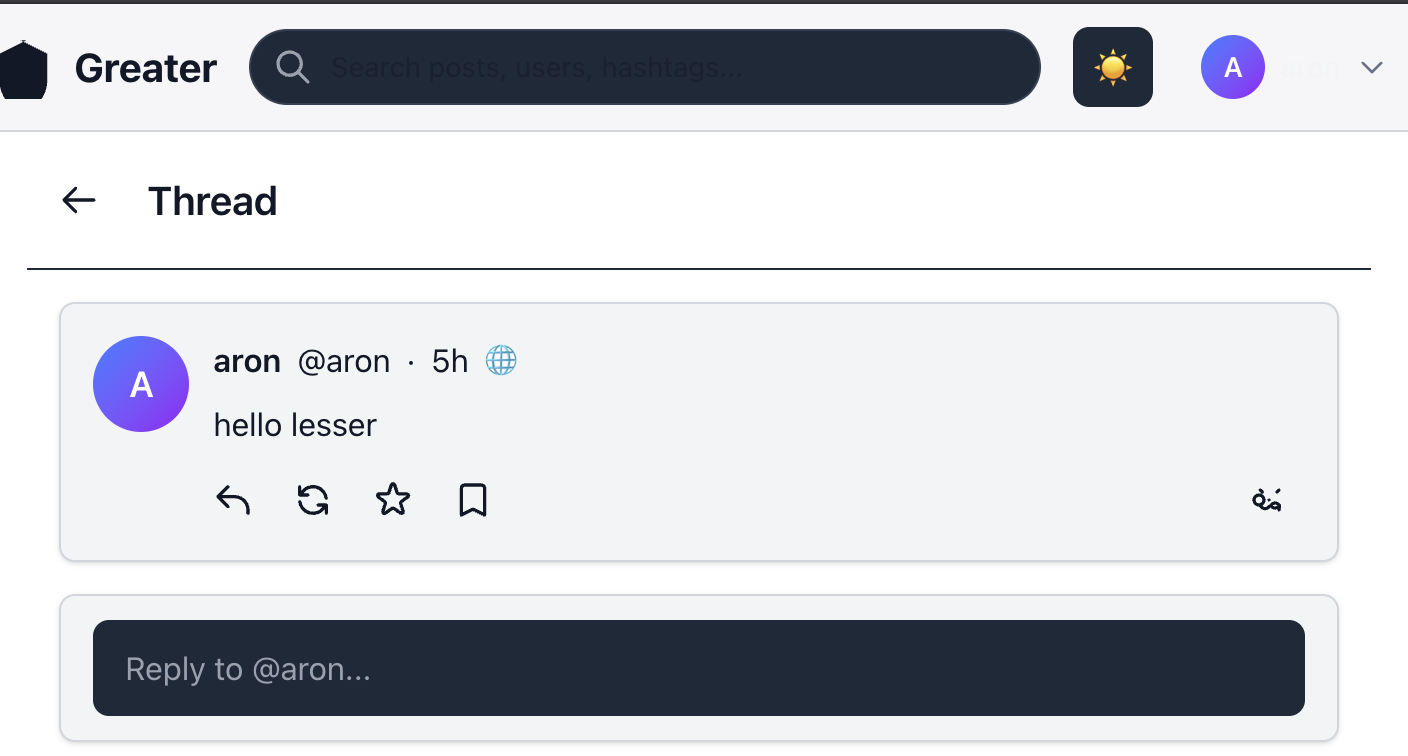 Greater
Search posts, users, hashtags...
A
aron
Thread
A
aron @aron · 5h
hello lesser
Reply to @aron...